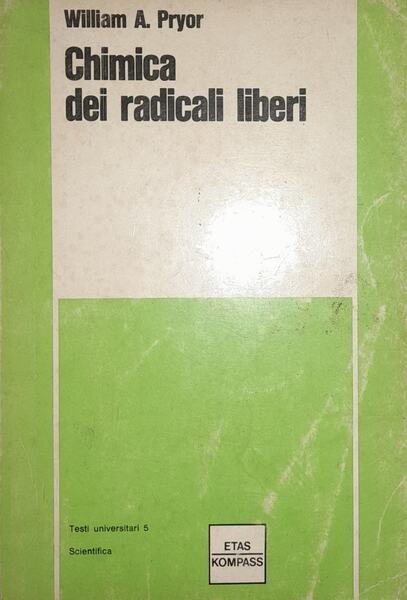 William A. Pryor
Chimica
dei radicali liberi
Testi universitari 5
Scientifica
ETAS
KOMPASS